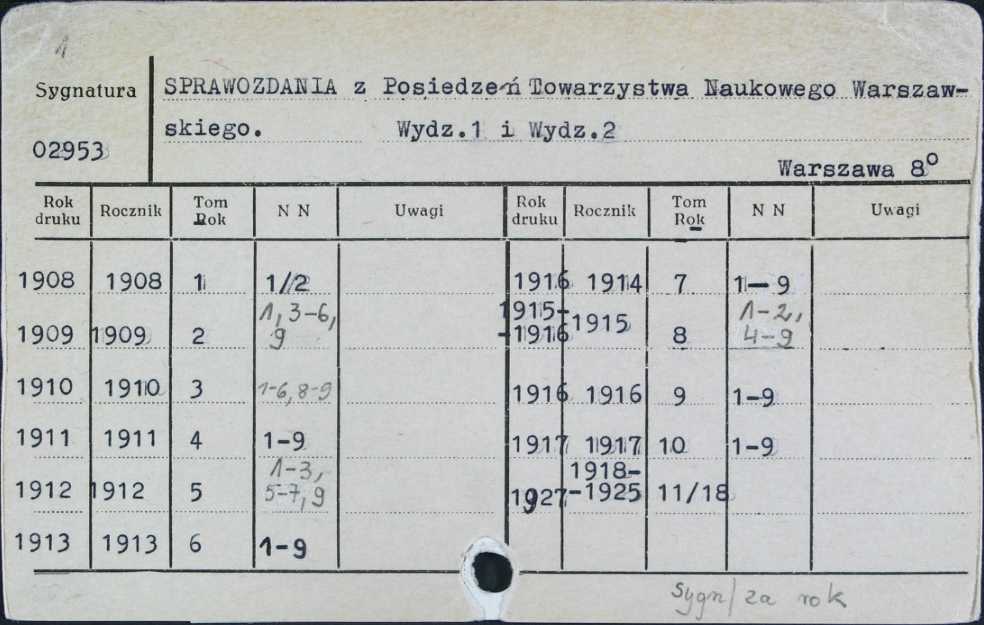 1
Sygnatura
02953
SPRAWOZDANIA z Posiedzeń Towarzystwa Naukowego Warszaw-
skiego. Wydz.1 i Wydz.2
Warszawa 8°
Rok druku Rocznik Tom Rok N N Uwagi
1908 1908 1 1/2
1909 1909 2 1, 3-6, 9
1910 1910 3 1-6, 8-9
1911 1911 4 1-9
1912 1912 5 1-3, 5-7, 9
1913 1913 6 1-9
Rok druku Rocznik Tom Rok N N Uwagi
1916 1914 7 1-9
1915-
-1916 1915 8 1-2, 4-9
1916 1916 9 1-9
1917 1917 10 1-9
1927 1918-
-1925 11/18
Sygn/ za rok